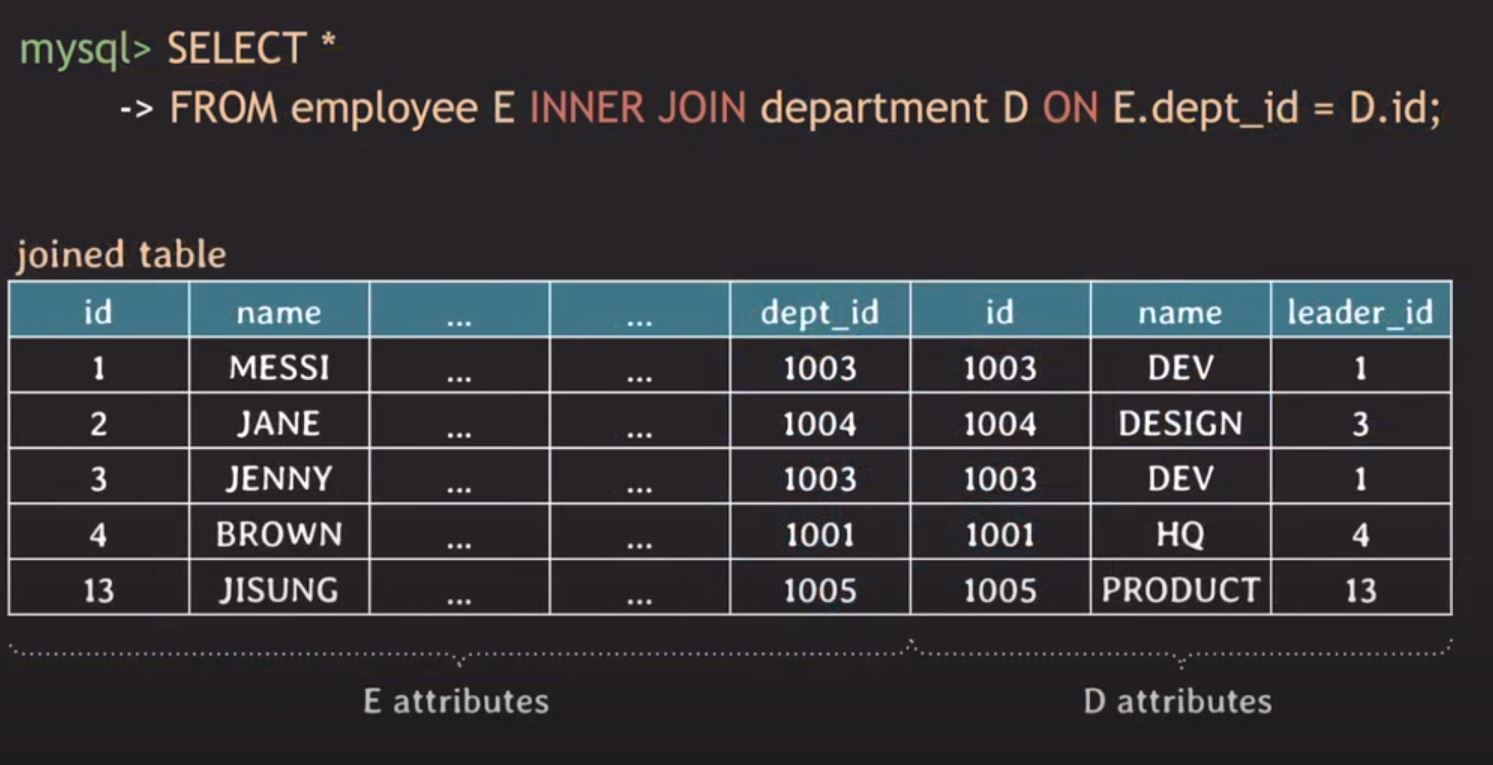 mysql> SELECT *
-> FROM employee E INNER JOIN department D ON E.dept_id = D.id;
joined table
id name ... ... dept_id id name leader_id
1 MESSI ... ... 1003 1003 DEV 1
2 JANE ... ... 1004 1004 DESIGN 3
3 JENNY ... ... 1003 1003 DEV 1
4 BROWN ... ... 1001 1001 HQ 4
13 JISUNG ... ... 1005 1005 PRODUCT 13
E attributes D attributes